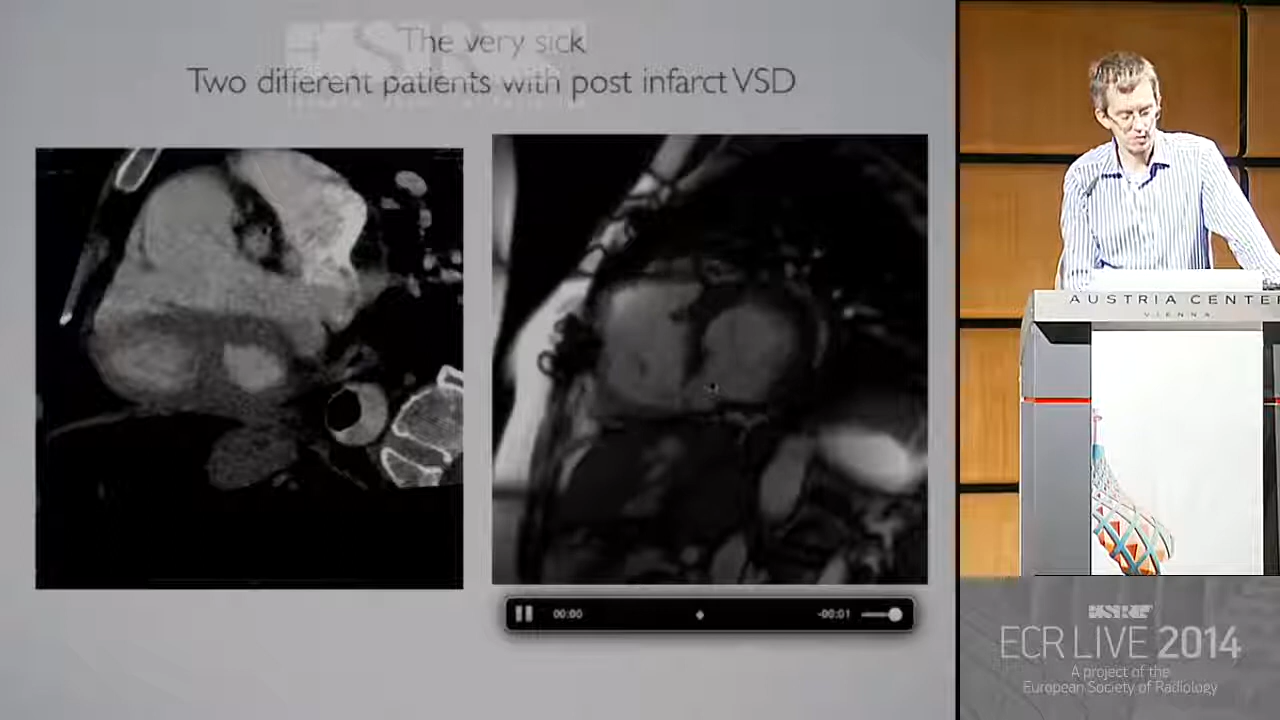 The very sick
Two different patients with post infarct VSD
00:00
-00:01
AUSTRIA CENTE
VIENNA
ECR LIVE 2014
A project of the
European Society of Radiology